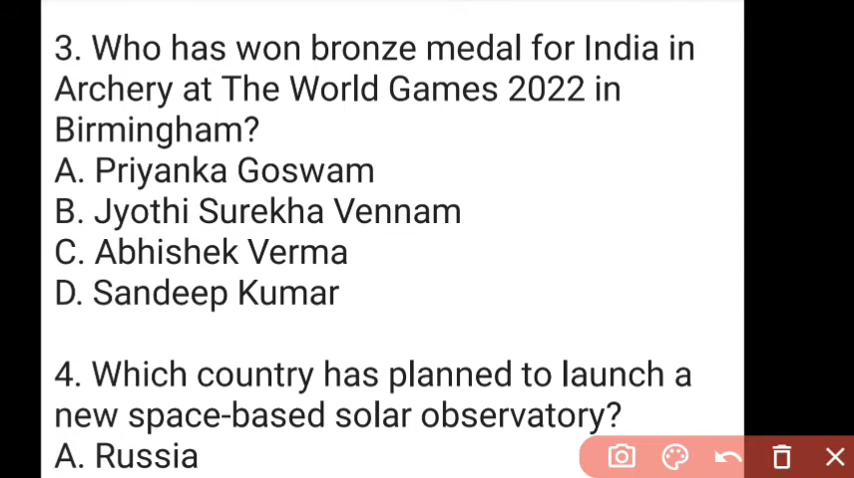 3. Who has won bronze medal for India in
Archery at The World Games 2022 in
Birmingham?
A. Priyanka Goswam
B. Jyothi Surekha Vennam
C. Abhishek Verma
D. Sandeep Kumar
4. Which country has planned to launch a
new space-based solar observatory?
A. Russia